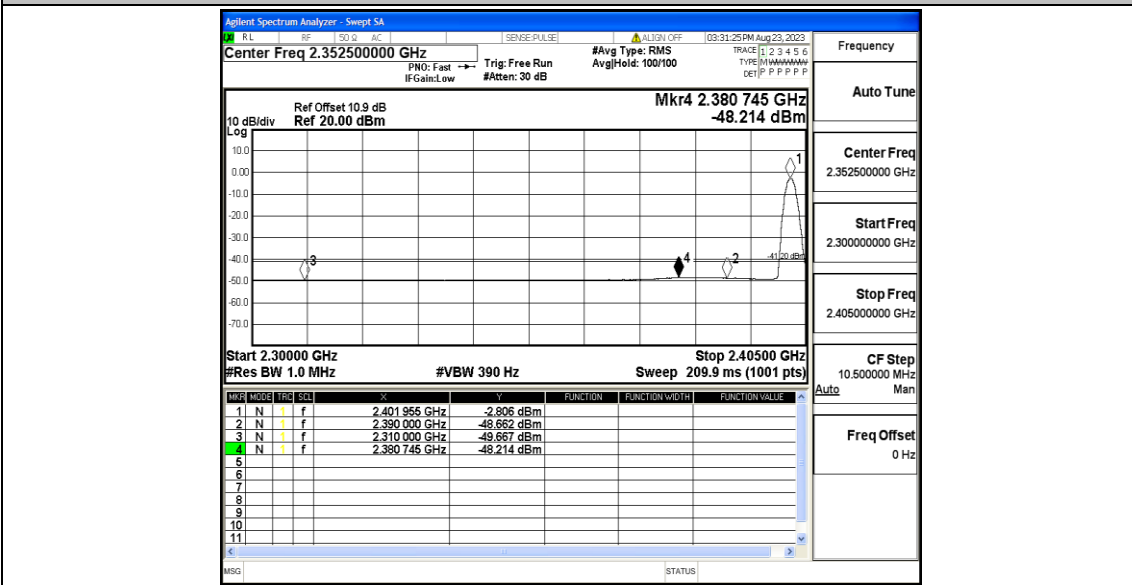 Agilent Spectrum Analyzer - Swept SA
RL RF 50 Ω AC SENSE:PULSE ALIGN OFF 03:31:25 PM Aug 23, 2023
Center Freq 2.352500000 GHz
PNO: Fast
IFGain:Low
Trig: Free Run
#Atten: 30 dB
#Avg Type: RMS
Avg|Hold: 100/100
TRACE 1 2 3 4 5 6
TYPE M WWWWW
DET P P P P P P
Frequency
Auto Tune
Center Freq
2.352500000 GHz
Start Freq
2.300000000 GHz
Stop Freq
2.405000000 GHz
CF Step
10.500000 MHz
Auto Man
Freq Offset
0 Hz
Mkr4 2.380 745 GHz
-48.214 dBm
Ref Offset 10.9 dB
10 dB/div Ref 20.00 dBm
Log
10.0
0.00
-10.0
-20.0
-30.0
-40.0
-50.0
-60.0
-70.0
1
3
4
2
-41.20 dBm
Start 2.30000 GHz Stop 2.40500 GHz
#Res BW 1.0 MHz #VBW 390 Hz Sweep 209.9 ms (1001 pts)
MKR MODE TRC SCL X Y FUNCTION FUNCTION WIDTH FUNCTION VALUE
1 N 1 f 2.401 955 GHz -2.806 dBm
2 N 1 f 2.390 000 GHz -48.662 dBm
3 N 1 f 2.310 000 GHz -49.667 dBm
4 N 1 f 2.380 745 GHz -48.214 dBm
5
6
7
8
9
10
11
MSG STATUS